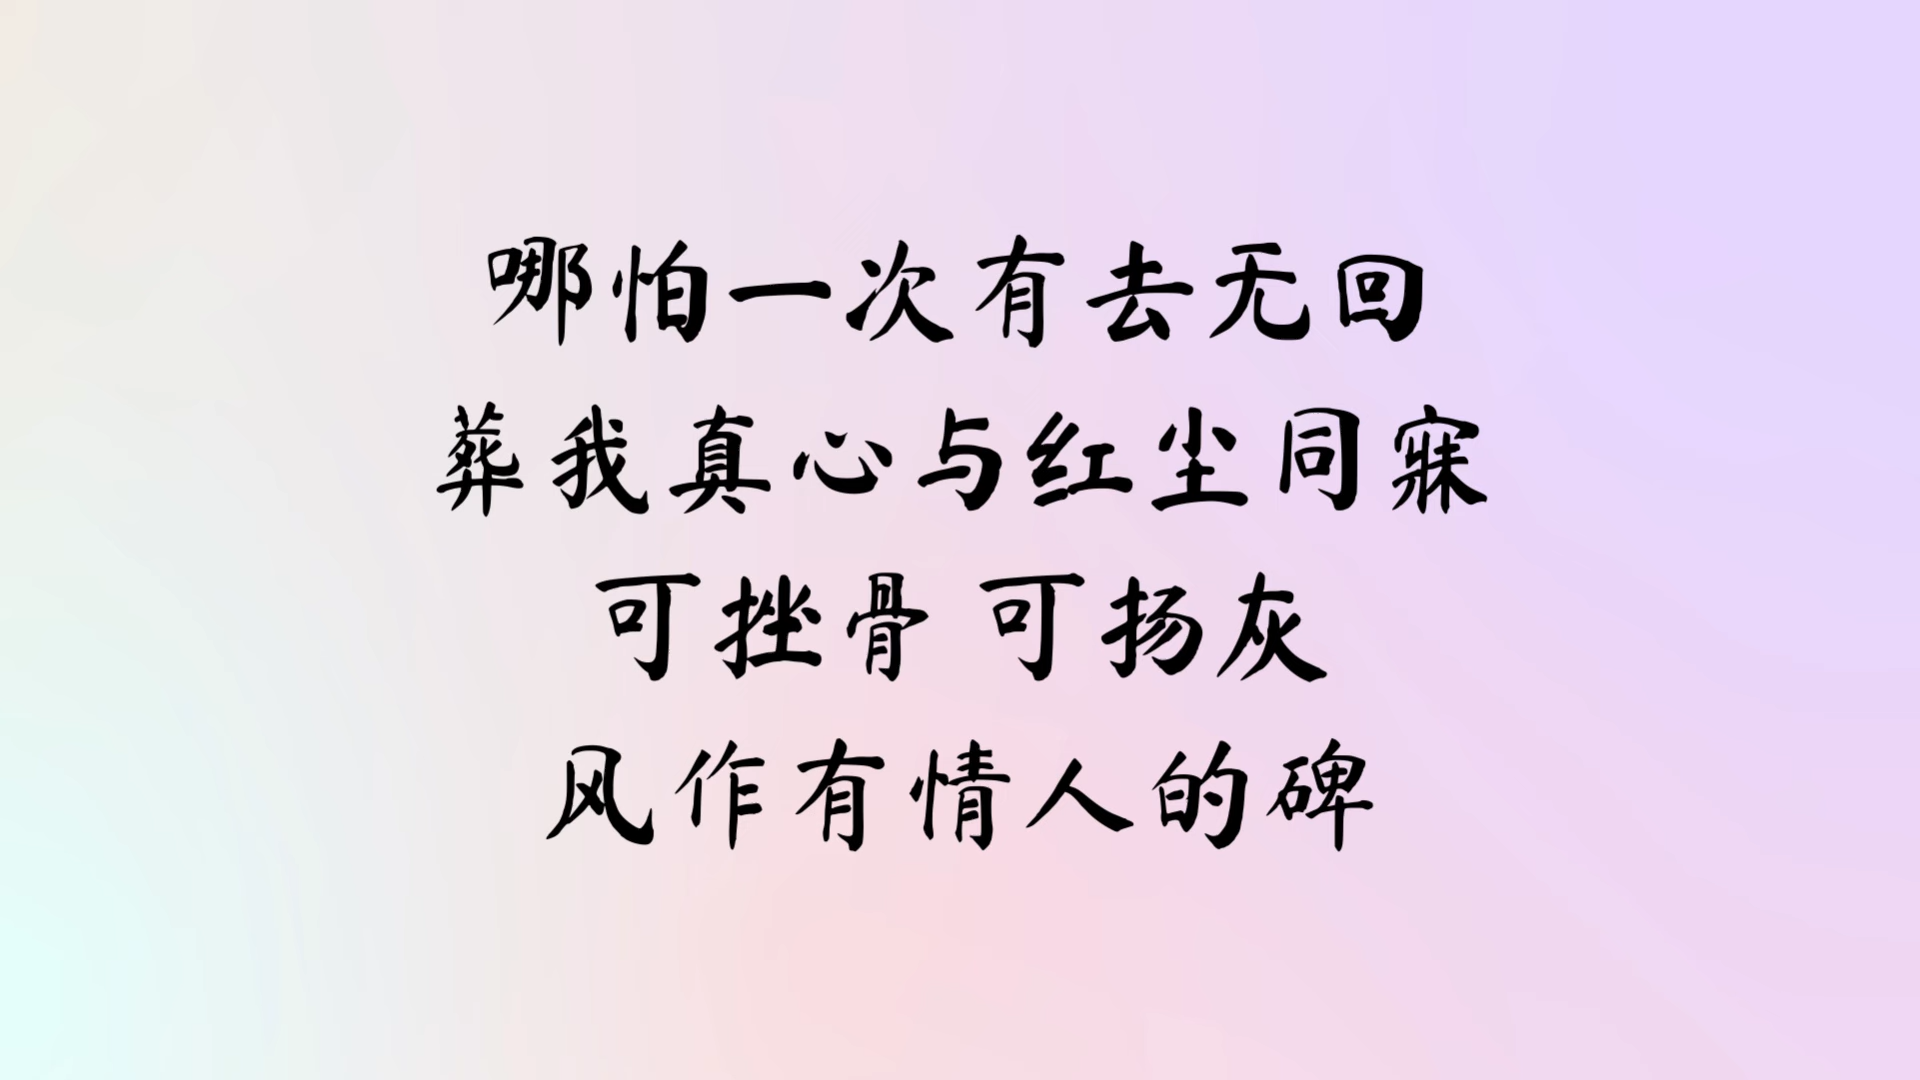 哪怕一次有去无回
葬我真心与红尘同寐
可挫骨 可扬灰
风作有情人的碑